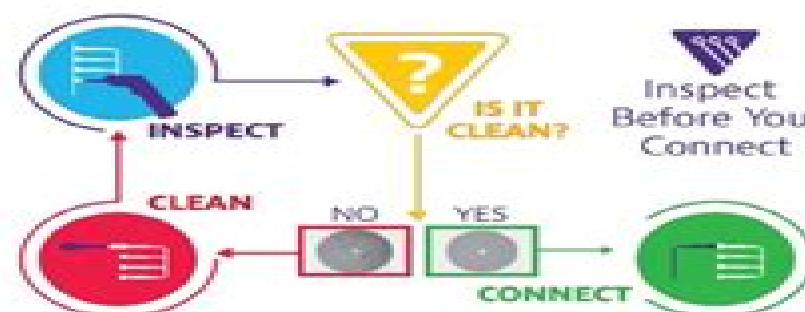 INSPECT
?
IS IT
CLEAN?
Inspect
Before You
Connect
CLEAN
NO
YES
CONNECT